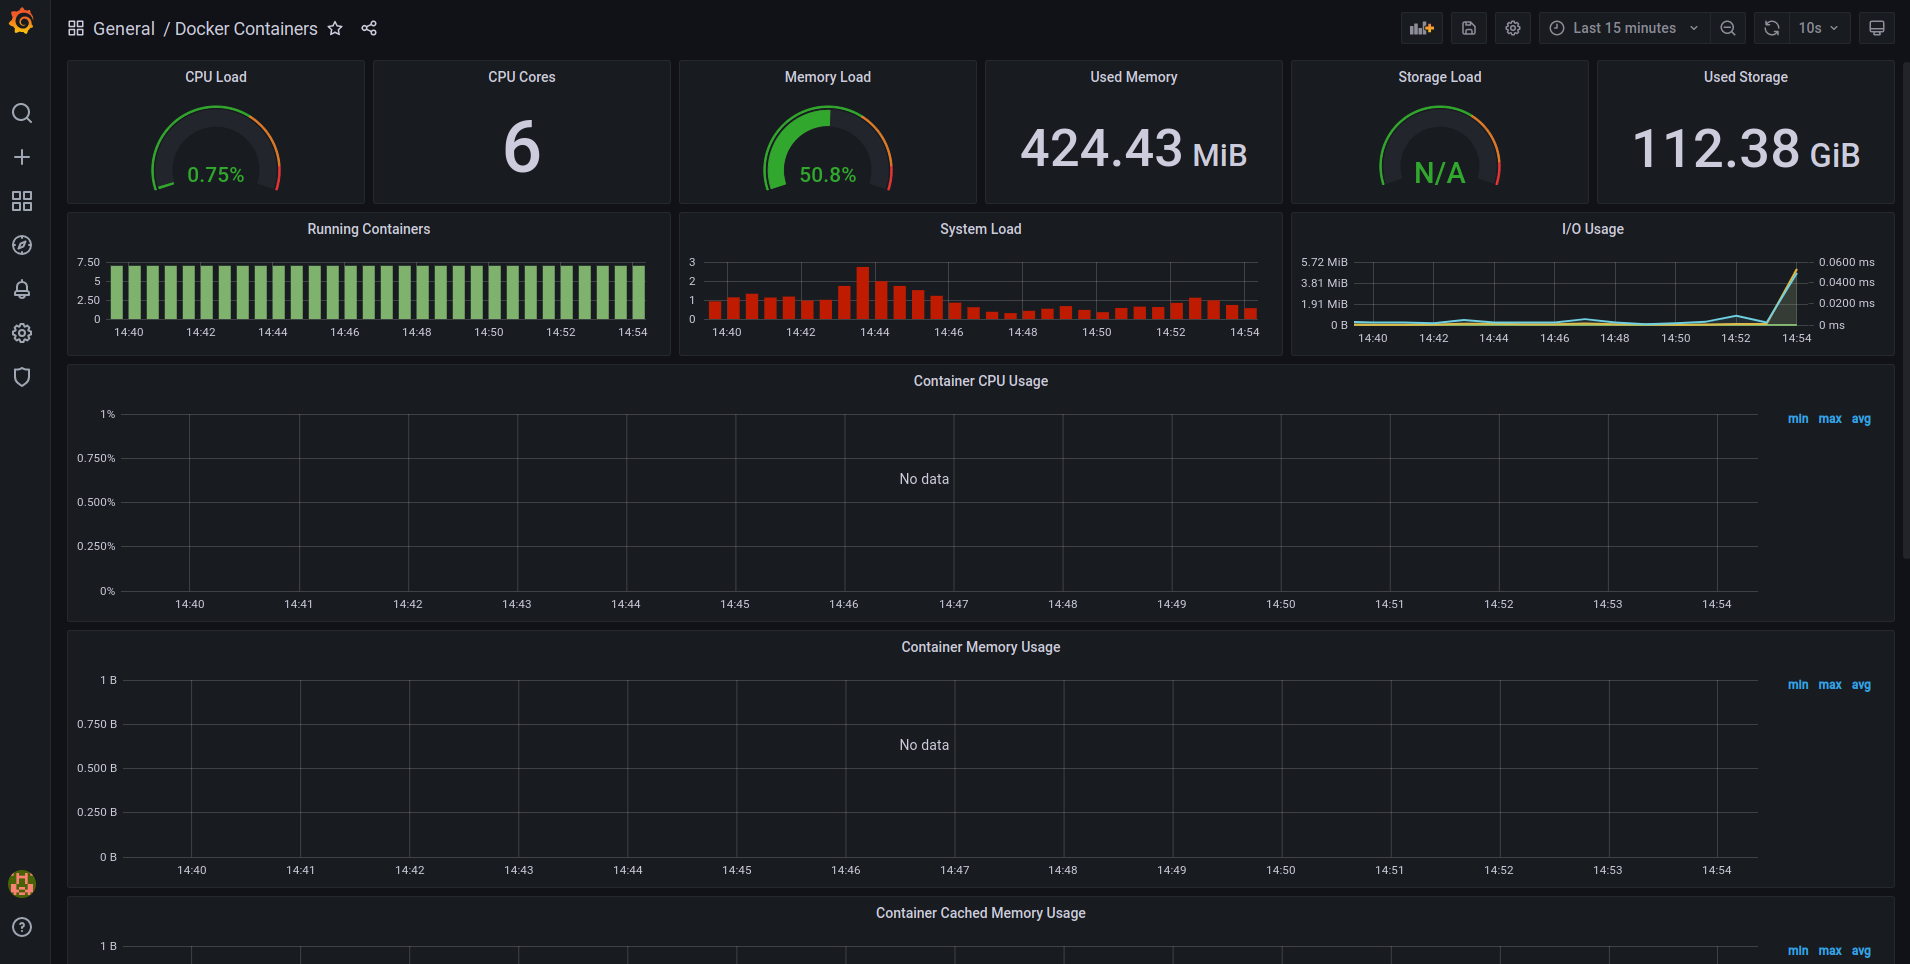 General / Docker Containers
Last 15 minutes
10s
CPU Load
0.75%
CPU Cores
6
Memory Load
50.8%
Used Memory
424.43 MiB
Storage Load
N/A
Used Storage
112.38 GiB
Running Containers
7.50
5
2.50
0
14:40 14:42 14:44 14:46 14:48 14:50 14:52 14:54
System Load
3
2
1
0
14:40 14:42 14:44 14:46 14:48 14:50 14:52 14:54
I/O Usage
5.72 MiB 0.0600 ms
3.81 MiB 0.0400 ms
1.91 MiB 0.0200 ms
0 B 0 ms
14:40 14:42 14:44 14:46 14:48 14:50 14:52 14:54
Container CPU Usage
1%
min max avg
0.750%
No data
0.500%
0.250%
0%
14:40 14:41 14:42 14:43 14:44 14:45 14:46 14:47 14:48 14:49 14:50 14:51 14:52 14:53 14:54
Container Memory Usage
1 B
min max avg
0.750 B
No data
0.500 B
0.250 B
0 B
14:40 14:41 14:42 14:43 14:44 14:45 14:46 14:47 14:48 14:49 14:50 14:51 14:52 14:53 14:54
Container Cached Memory Usage
1 B
min max avg